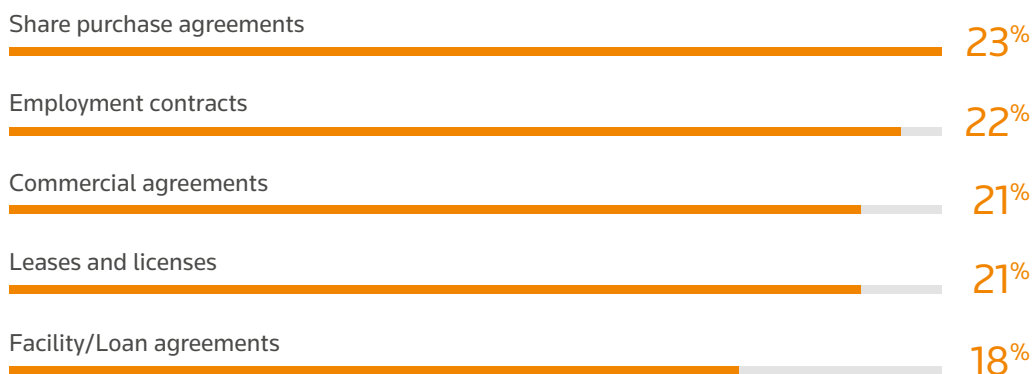 Share purchase agreements
23%
Employment contracts
22%
Commercial agreements
21%
Leases and licenses
21%
Facility/Loan agreements
18%